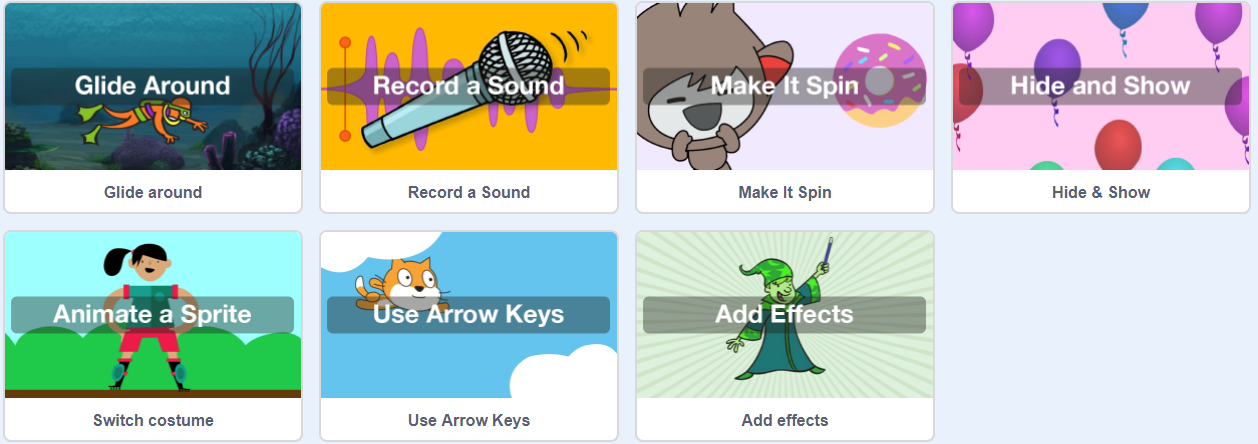 Glide Around
Glide around
Record a Sound
Record a Sound
Make It Spin
Make It Spin
Hide and Show
Hide & Show
Animate a Sprite
Switch costume
Use Arrow Keys
Use Arrow Keys
Add Effects
Add effects